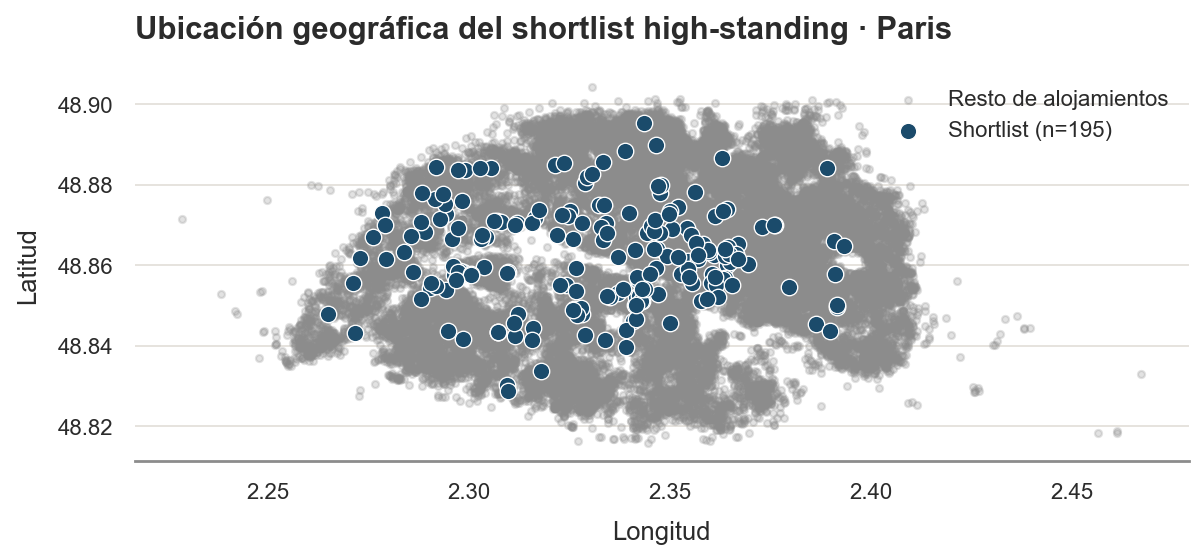 Ubicación geográfica del shortlist high-standing · Paris
Resto de alojamientos
Shortlist (n=195)
48.90
48.88
48.86
48.84
48.82
Latitud
2.25
2.30
2.35
2.40
2.45
Longitud